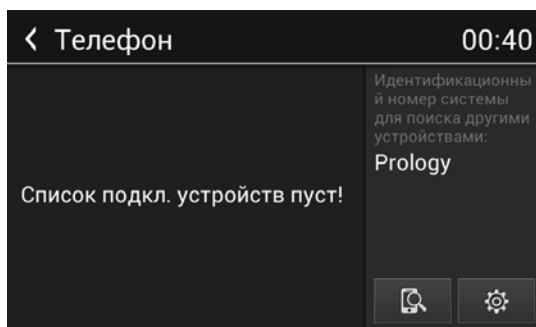 Телефон
00:40
Идентификационны
й номер системы
для поиска другими
устройствами:
Prology
Список подкл. устройств пуст!